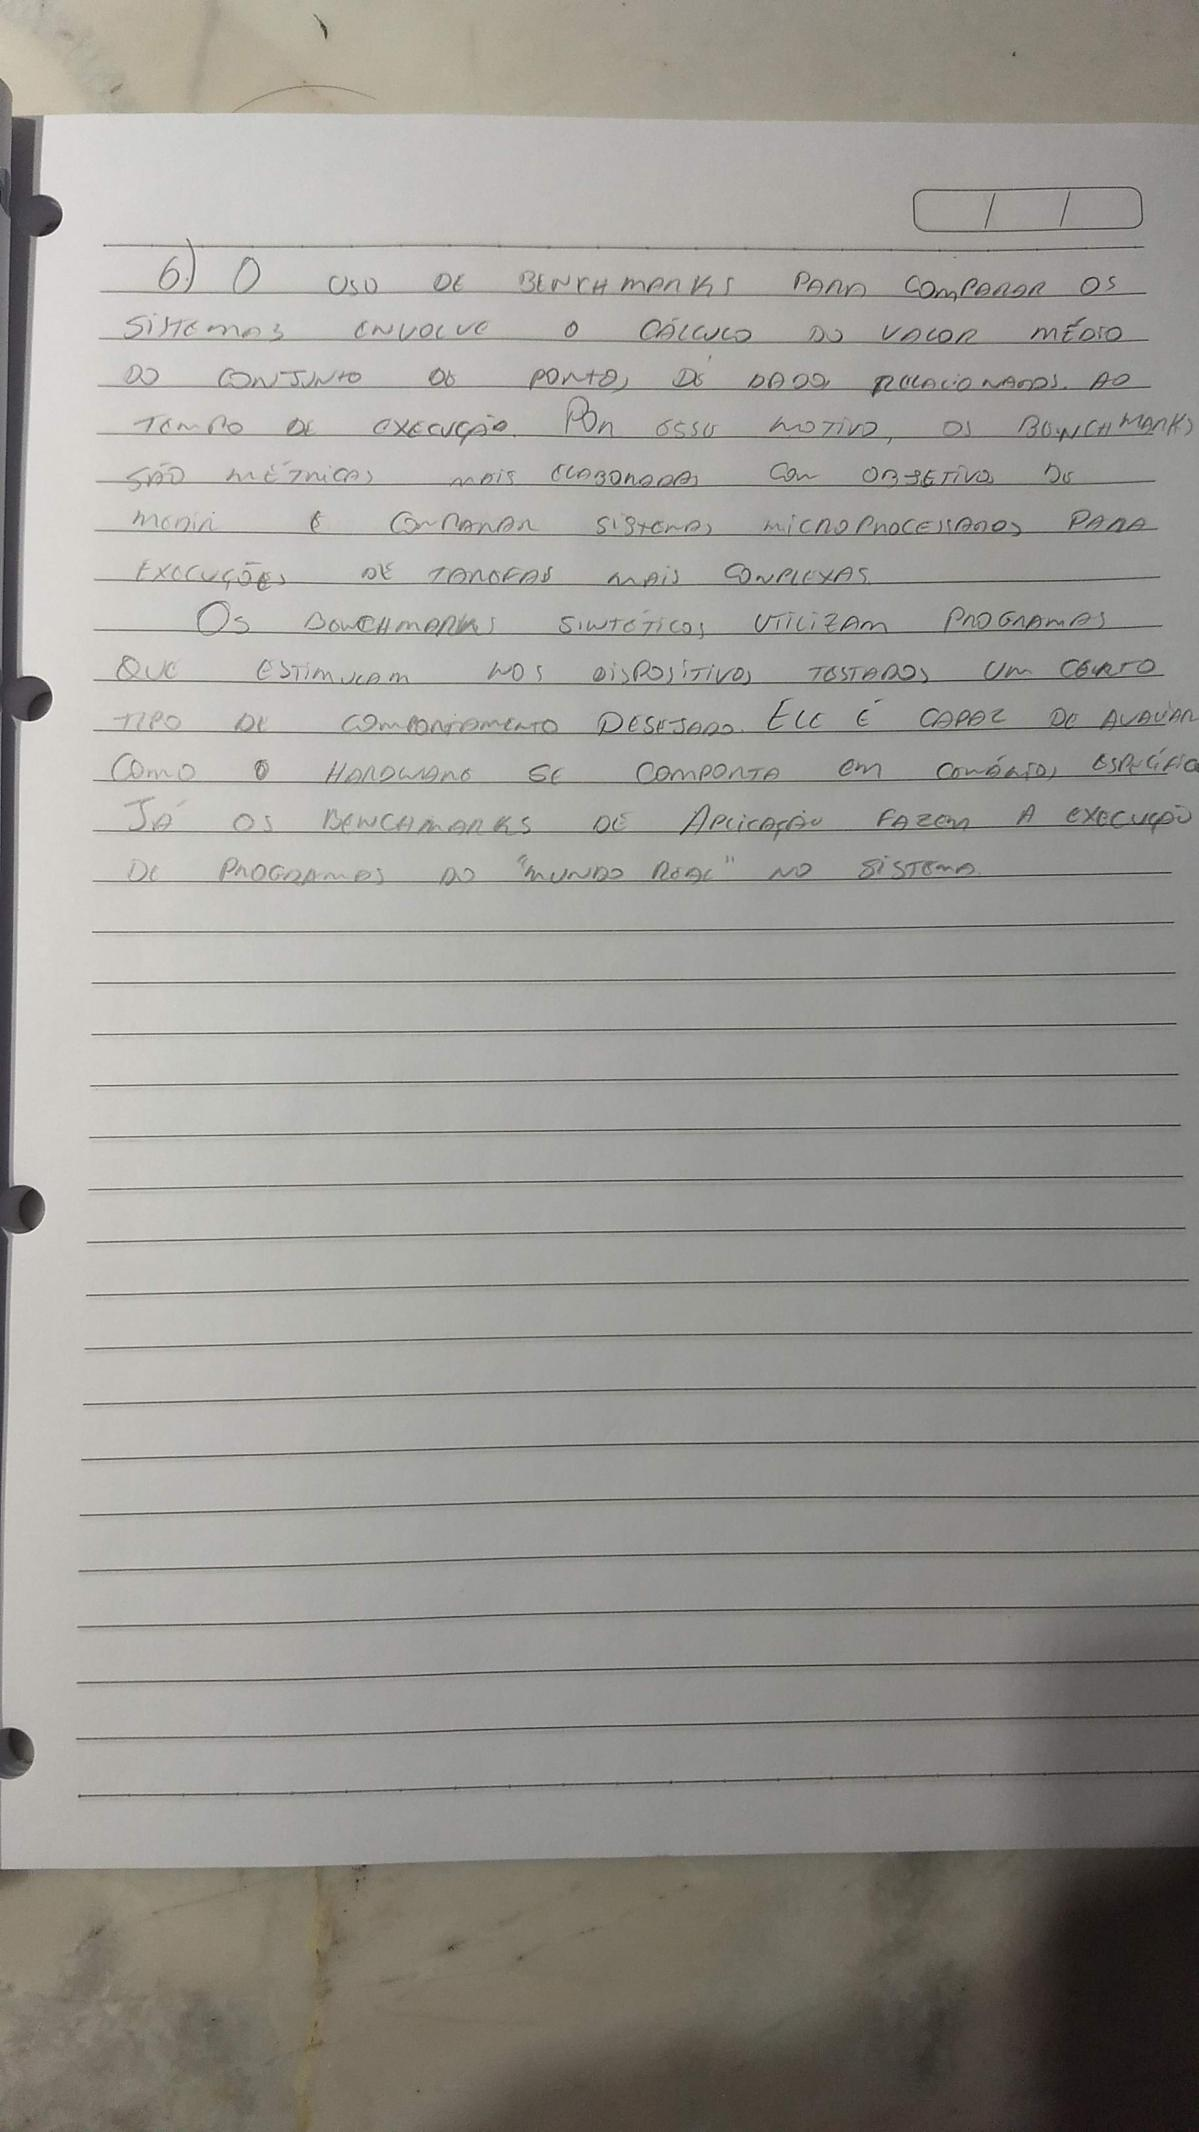 6) O USO DE BENCHMARKS PARA COMPARAR OS
SISTEMAS ENVOLVE O CÁLCULO DO VALOR MÉDIO
DO CONJUNTO DE PONTOS DE DADOS RELACIONADOS AO
TEMPO DE EXECUÇÃO. POR ESSE MOTIVO, OS BENCHMARKS
SÃO MÉTRICAS MAIS ELABORADAS COM OBJETIVO DE
MEDIR E COMPARAR SISTEMAS MICROPROCESSADOS PARA
EXECUÇÕES DE TAREFAS MAIS COMPLEXAS.
OS BENCHMARKS SINTÉTICOS UTILIZAM PROGRAMAS
QUE ESTIMULAM NOS DISPOSITIVOS TESTADOS UM CERTO
TIPO DE COMPORTAMENTO DESEJADO. ELE É CAPAZ DE AVALIAR
COMO O HARDWARE SE COMPORTA EM CENÁRIOS ESPECÍFICO
JÁ OS BENCHMARKS DE APLICAÇÃO FAZEM A EXECUÇÃO
DE PROGRAMAS DO "MUNDO REAL" NO SISTEMA.